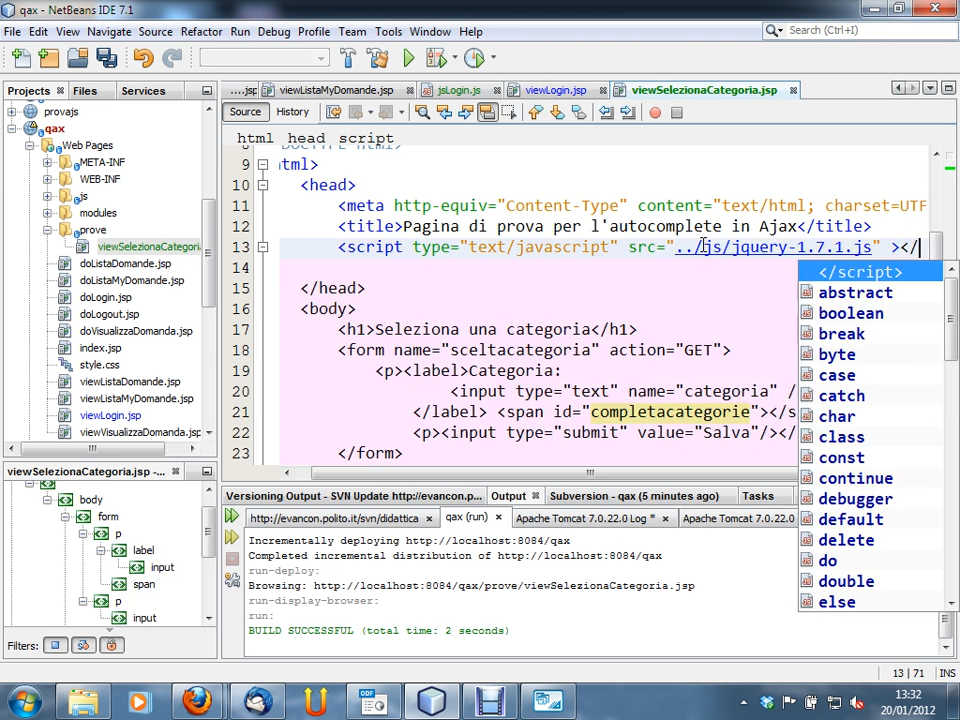 qax - NetBeans IDE 7.1
File Edit View Navigate Source Refactor Run Debug Profile Team Tools Window Help
Search (Ctrl+I)
Projects Files Services
...jsp viewListaMyDomande.jsp jsLogin.js viewLogin.jsp viewSelezionaCategoria.jsp
Source History
html head script
provajs
qax
Web Pages
META-INF
WEB-INF
js
modules
prove
viewSelezionaCategori
doListaDomande.jsp
doListaMyDomande.jsp
doLogin.jsp
doLogout.jsp
doVisualizzaDomanda.jsp
index.jsp
style.css
viewListaDomande.jsp
viewListaMyDomande.jsp
viewLogin.jsp
viewVisualizzaDomanda.jsp
9 tml>
10 <head>
11 <meta http-equiv="Content-Type" content="text/html; charset=UTF
12 <title>Pagina di prova per l'autocomplete in Ajax</title>
13 <script type="text/javascript" src="../js/jquery-1.7.1.js" ></
14
15 </head>
16 <body>
17 <h1>Seleziona una categoria</h1>
18 <form name="sceltacategoria" action="GET">
19 <p><label>Categoria:
20 <input type="text" name="categoria" /
21 </label> <span id="completacategorie"></s
22 <p><input type="submit" value="Salva"/></
23 </form>
</script>
abstract
boolean
break
byte
case
catch
char
class
const
continue
debugger
default
delete
do
double
else
viewSelezionaCategoria.jsp -...
body
form
p
label
input
span
p
input
Filters:
Versioning Output - SVN Update http://evancon.p... Output Subversion - qax (5 minutes ago) Tasks
http://evancon.polito.it/svn/didattica qax (run) Apache Tomcat 7.0.22.0 Log * Apache Tomcat 7.0.22.0
Incrementally deploying http://localhost:8084/qax
Completed incremental distribution of http://localhost:8084/qax
run-deploy:
Browsing: http://localhost:8084/qax/prove/viewSelezionaCategoria.jsp
run-display-browser:
run:
BUILD SUCCESSFUL (total time: 2 seconds)
13 | 71 INS
ODF
13:32
20/01/2012